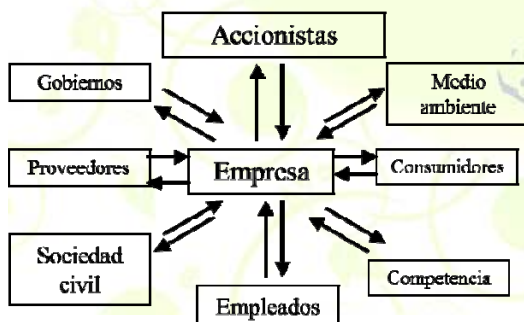 Accionistas
Gobiernos
Medio
ambiente
Proveedores
Empresa
Consumidores
Sociedad
civil
Competencia
Empleados